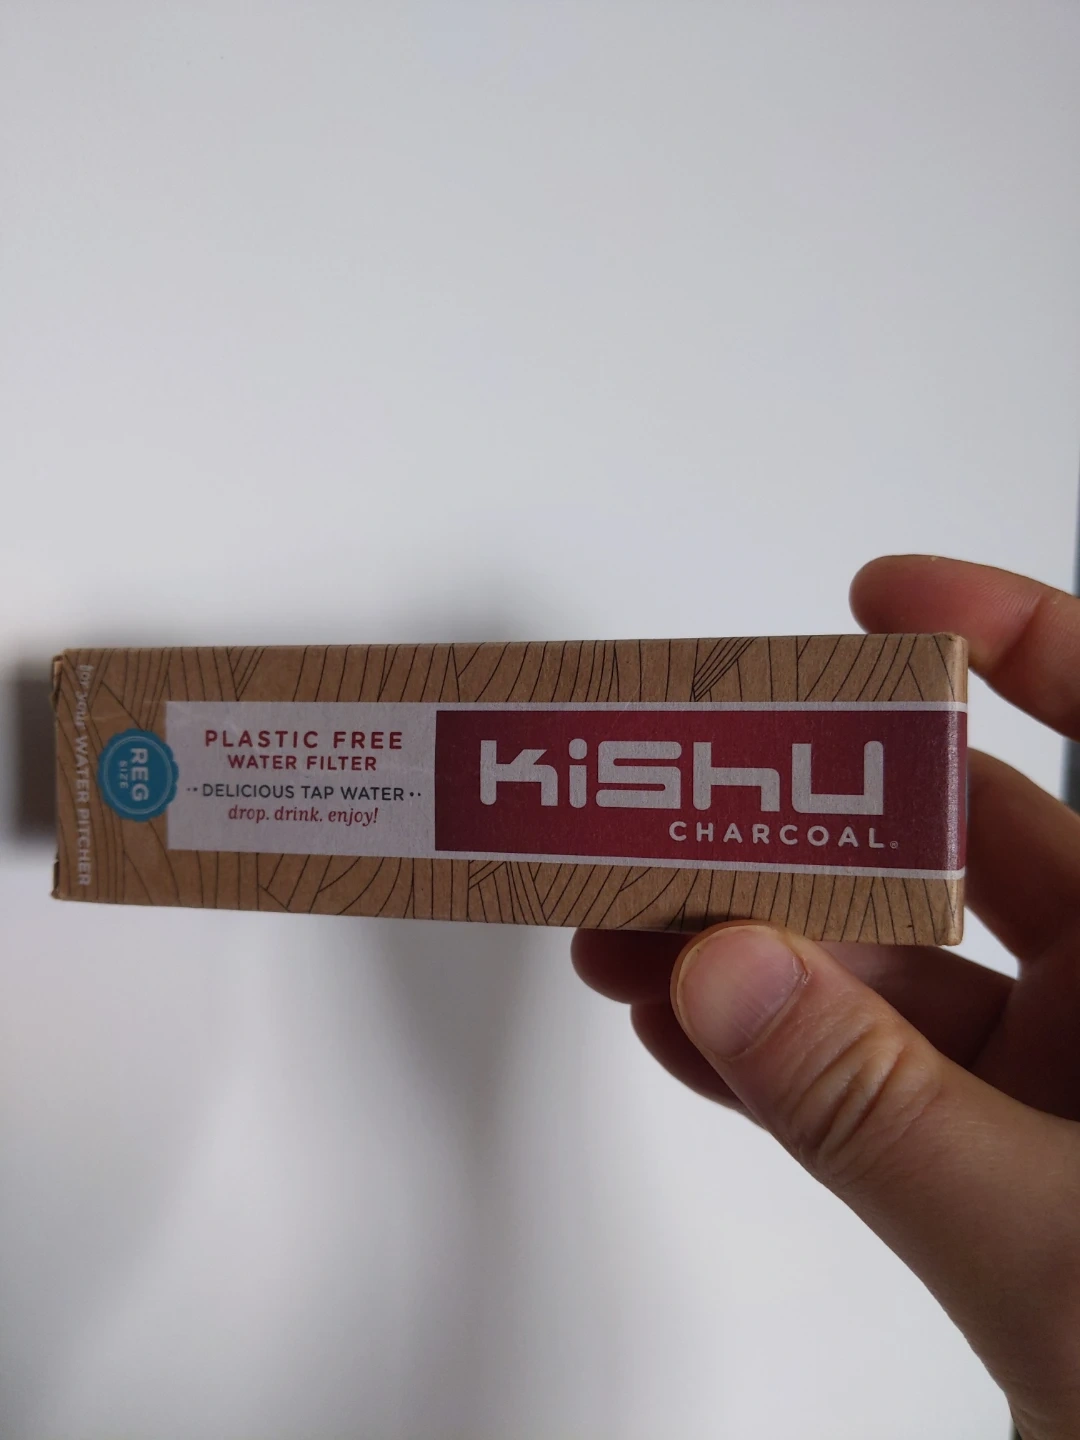 for your WATER PITCHER
REG
SIZE
PLASTIC FREE
WATER FILTER
··DELICIOUS TAP WATER··
drop. drink. enjoy!
kishu
CHARCOAL®